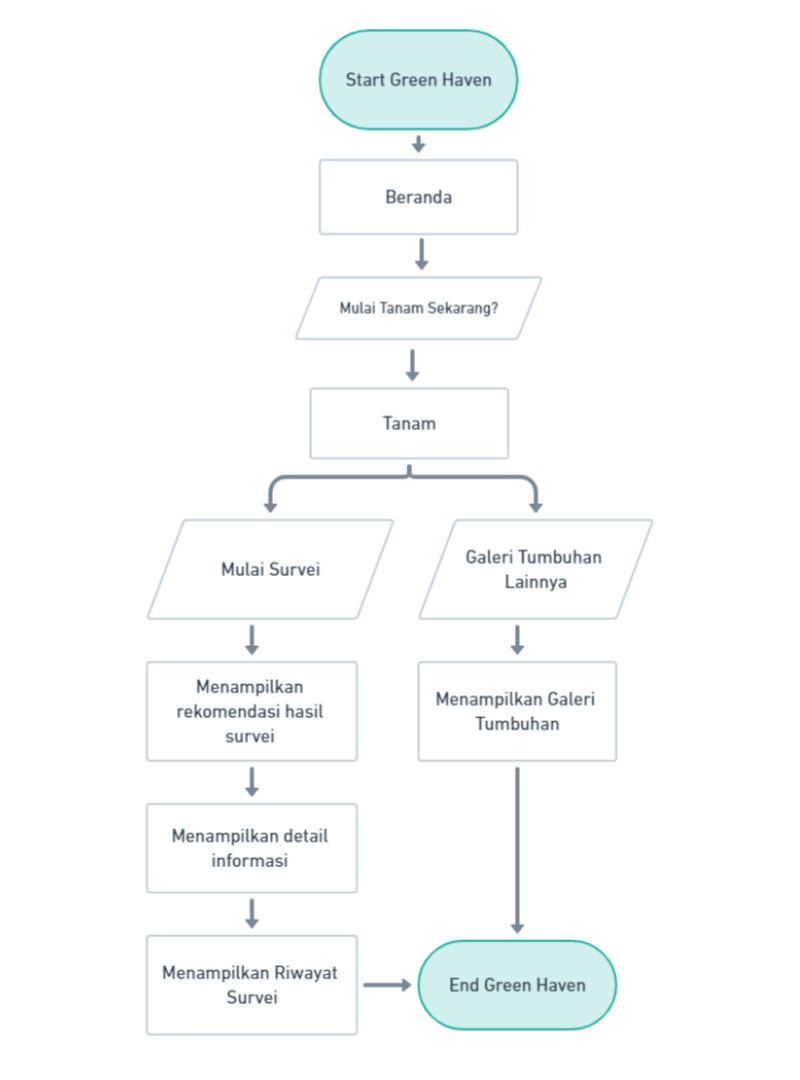 Start Green Haven
Beranda
Mulai Tanam Sekarang?
Tanam
Mulai Survei
Galeri Tumbuhan
Lainnya
Menampilkan
rekomendasi hasil
survei
Menampilkan Galeri
Tumbuhan
Menampilkan detail
informasi
Menampilkan Riwayat
Survei
End Green Haven